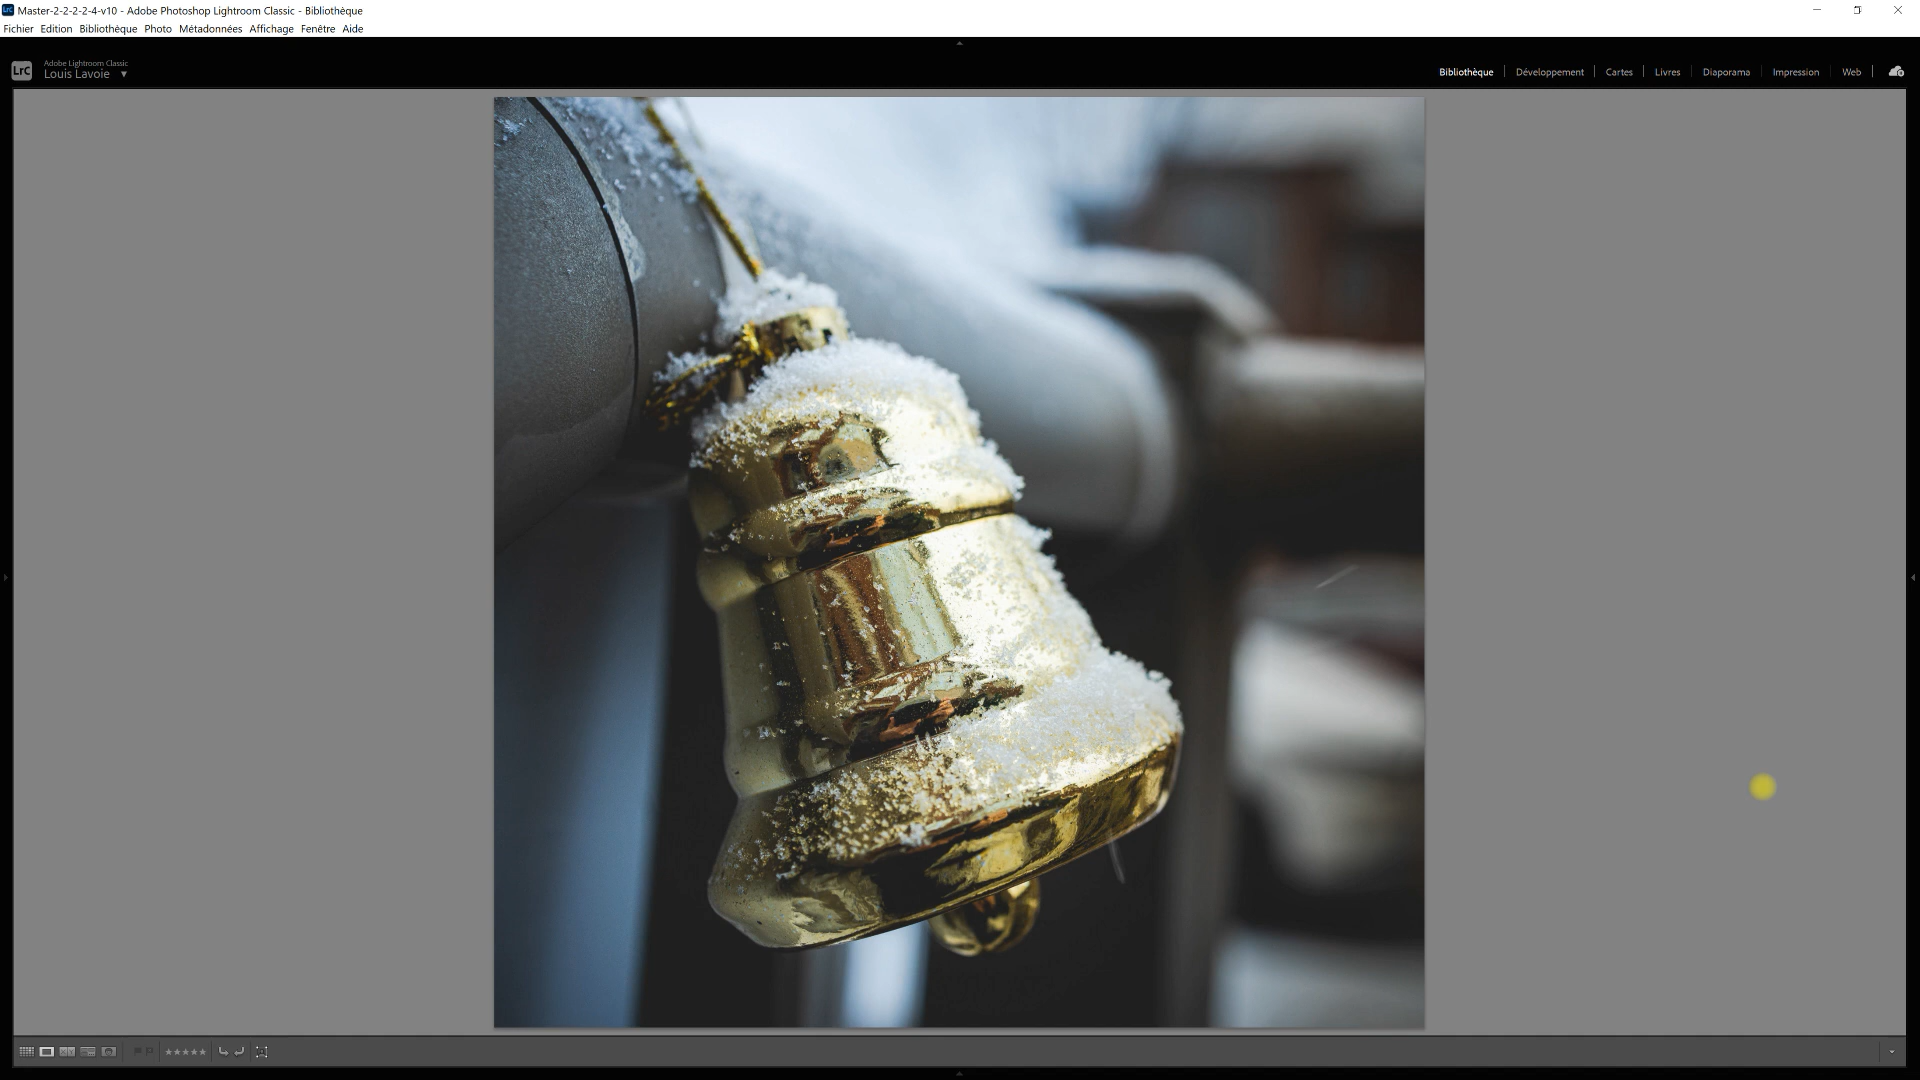 LrC Master-2-2-2-2-4-v10 - Adobe Photoshop Lightroom Classic - Bibliothèque
Fichier Edition Bibliothèque Photo Métadonnées Affichage Fenêtre Aide
LrC
Adobe Lightroom Classic
Louis Lavoie
Bibliothèque Développement Cartes Livres Diaporama Impression Web